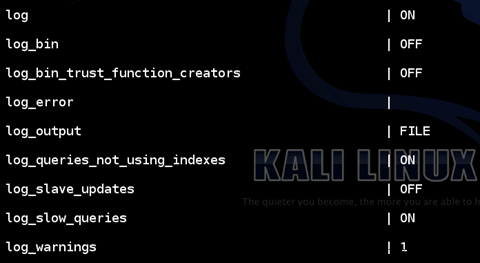 log | ON
log_bin | OFF
log_bin_trust_function_creators | OFF
log_error |
log_output | FILE
log_queries_not_using_indexes | ON
KALI LINUX
log_slave_updates | OFF
The quieter you become, the more you are able to h
log_slow_queries | ON
log_warnings | 1